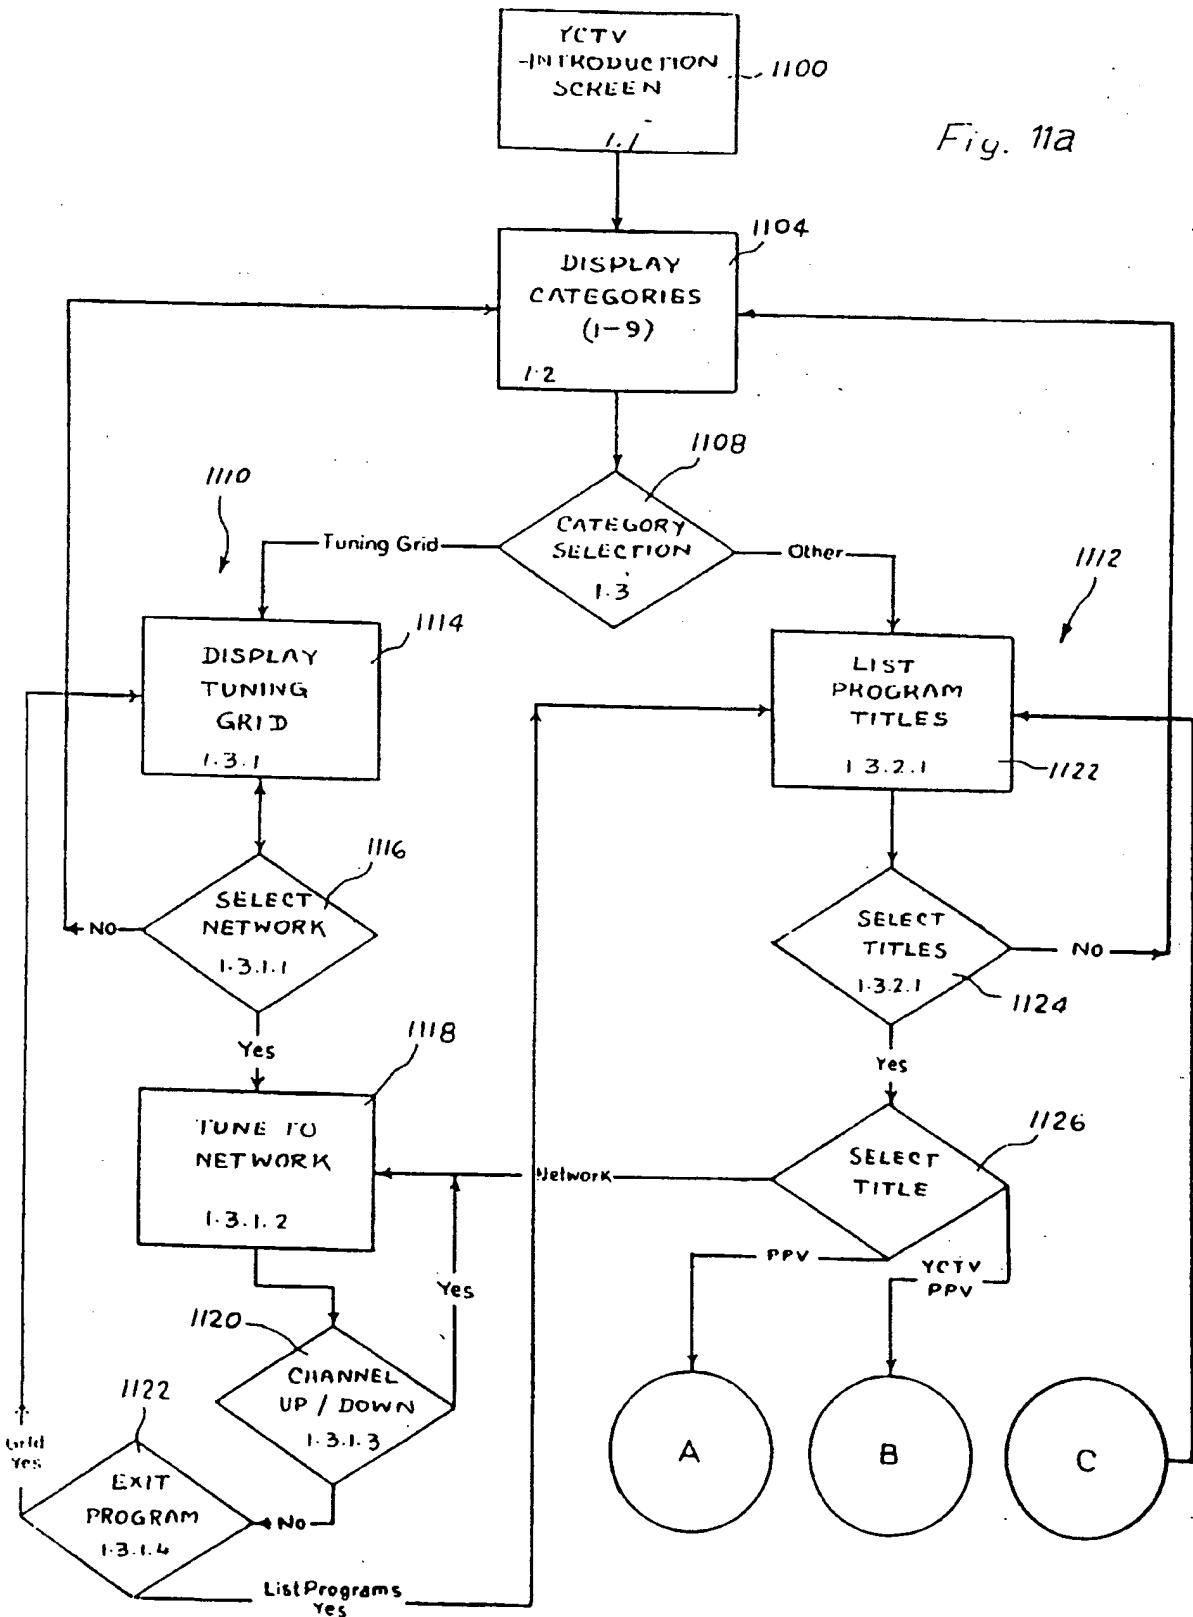 YCTV
INTRODUCTION
SCREEN
1.1
1100
Fig. 11a
1104
DISPLAY
CATEGORIES
(1-9)
1.2
1108
CATEGORY
SELECTION
1.3
1110
Tuning Grid
Other
1112
1114
DISPLAY
TUNING
GRID
1.3.1
LIST
PROGRAM
TITLES
1.3.2.1
1122
1116
SELECT
NETWORK
1.3.1.1
NO
Yes
SELECT
TITLES
1.3.2.1
NO
1124
Yes
1118
TUNE TO
NETWORK
1.3.1.2
Network
1126
SELECT
TITLE
PPV
YCTV
PPV
Yes
1120
CHANNEL
UP / DOWN
1.3.1.3
No
1122
Grid
Yes
EXIT
PROGRAM
1.3.1.4
List Programs
Yes
A
B
C